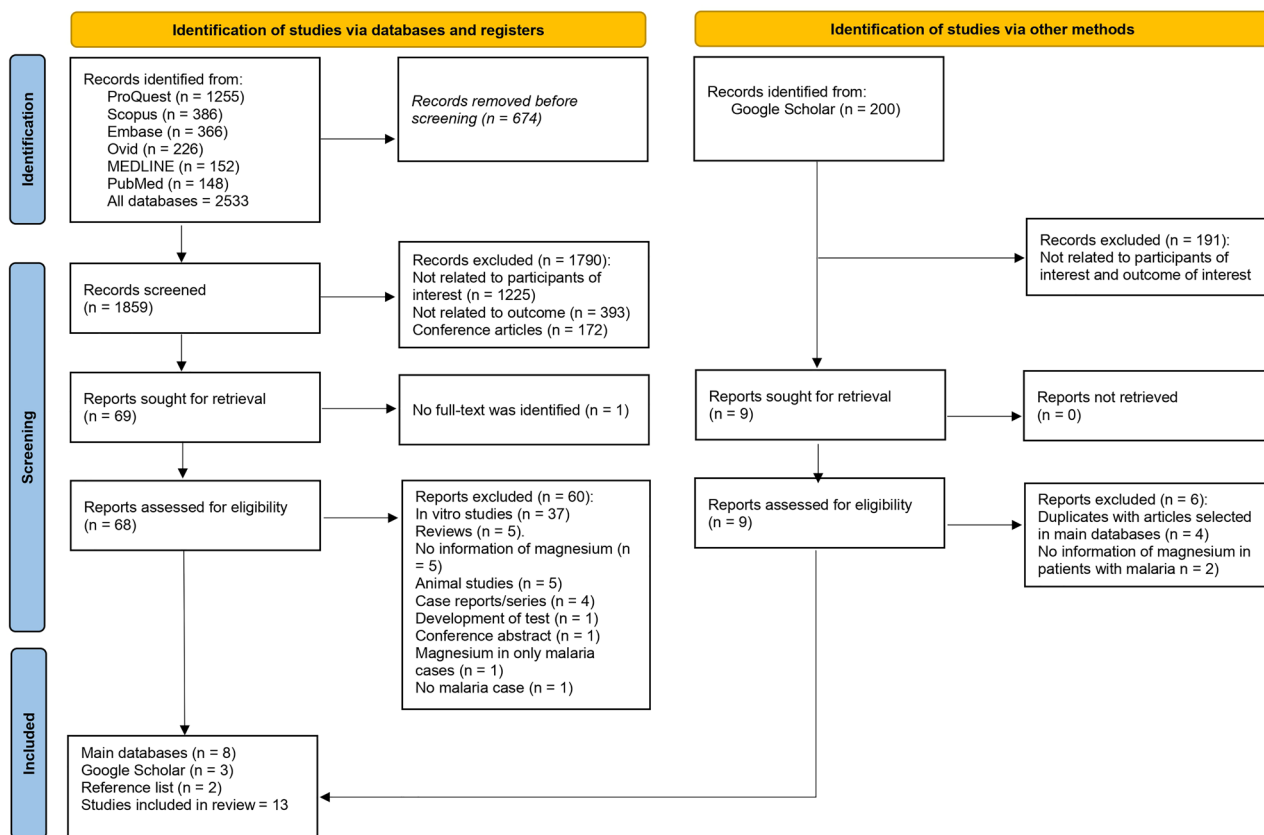 Identification of studies via databases and registers
Identification of studies via other methods
Identification
Records identified from:
ProQuest (n = 1255)
Scopus (n = 386)
Embase (n = 366)
Ovid (n = 226)
MEDLINE (n = 152)
PubMed (n = 148)
All databases = 2533
Records removed before
screening (n = 674)
Records identified from:
Google Scholar (n = 200)
Screening
Records screened
(n = 1859)
Records excluded (n = 1790):
Not related to participants of
interest (n = 1225)
Not related to outcome (n = 393)
Conference articles (n = 172)
Records excluded (n = 191):
Not related to participants of
interest and outcome of interest
Reports sought for retrieval
(n = 69)
No full-text was identified (n = 1)
Reports sought for retrieval
(n = 9)
Reports not retrieved
(n = 0)
Reports assessed for eligibility
(n = 68)
Reports excluded (n = 60):
In vitro studies (n = 37)
Reviews (n = 5).
No information of magnesium (n
= 5)
Animal studies (n = 5)
Case reports/series (n = 4)
Development of test (n = 1)
Conference abstract (n = 1)
Magnesium in only malaria
cases (n = 1)
No malaria case (n = 1)
Reports assessed for eligibility
(n = 9)
Reports excluded (n = 6):
Duplicates with articles selected
in main databases (n = 4)
No information of magnesium in
patients with malaria n = 2)
Included
Main databases (n = 8)
Google Scholar (n = 3)
Reference list (n = 2)
Studies included in review = 13